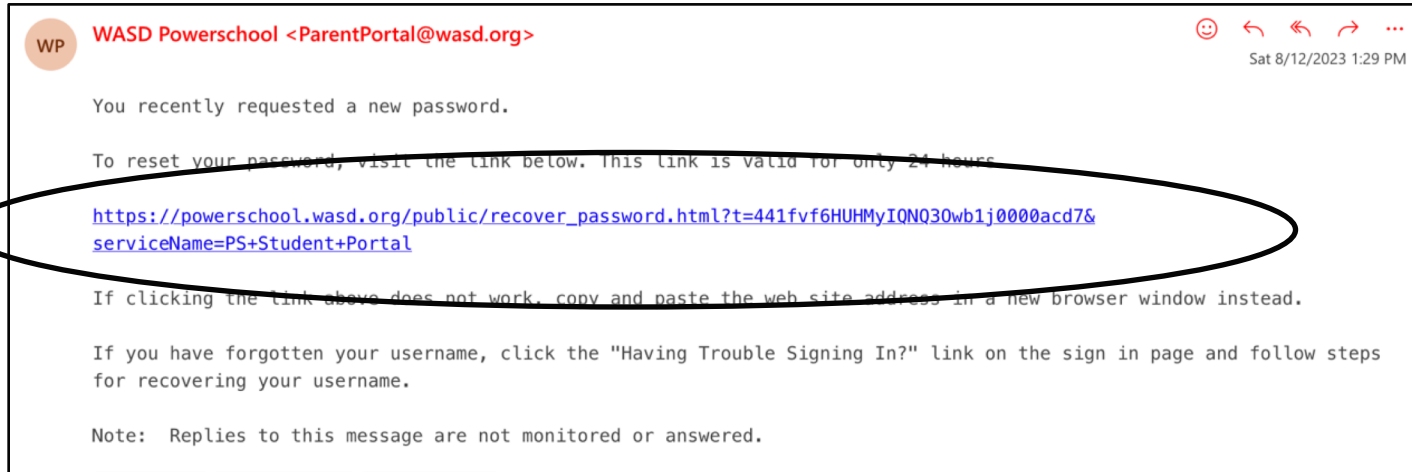 WP
WASD Powerschool <ParentPortal@wasd.org>
Sat 8/12/2023 1:29 PM
You recently requested a new password.
To reset your password, visit the link below. This link is valid for only 24 hours.
https://powerschool.wasd.org/public/recover_password.html?t=441fvf6HUHMyIQNQ3Owb1j0000acd7&
serviceName=PS+Student+Portal
If clicking the link above does not work, copy and paste the web site address in a new browser window instead.
If you have forgotten your username, click the "Having Trouble Signing In?" link on the sign in page and follow steps
for recovering your username.
Note:  Replies to this message are not monitored or answered.